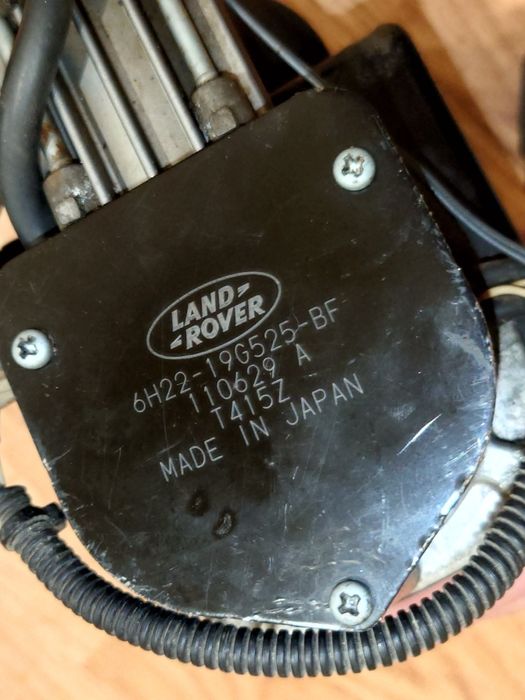 LAND-
-ROVER
6H22-19G525-BF
110629 A
T415Z
MADE IN JAPAN